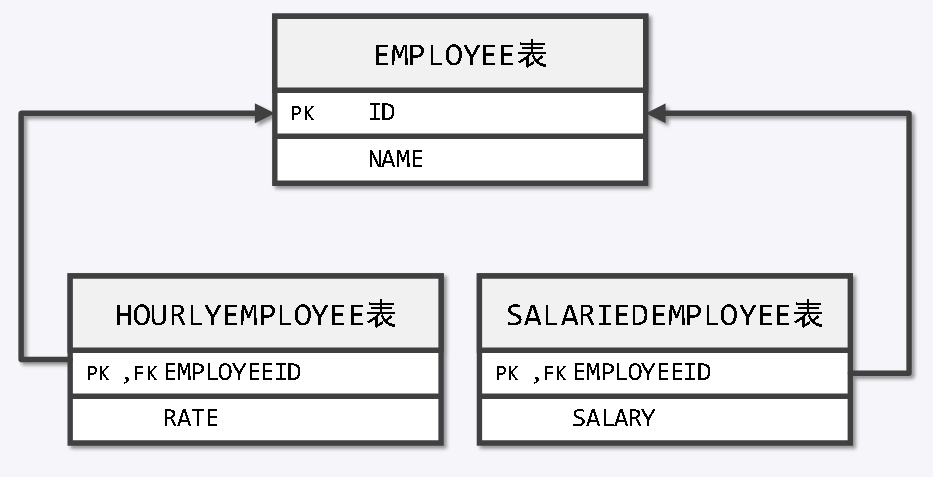 EMPLOYEE表
PK ID
NAME
HOURLYEMPLOYEE表
PK ,FK EMPLOYEEID
RATE
SALARIEDEMPLOYEE表
PK ,FK EMPLOYEEID
SALARY